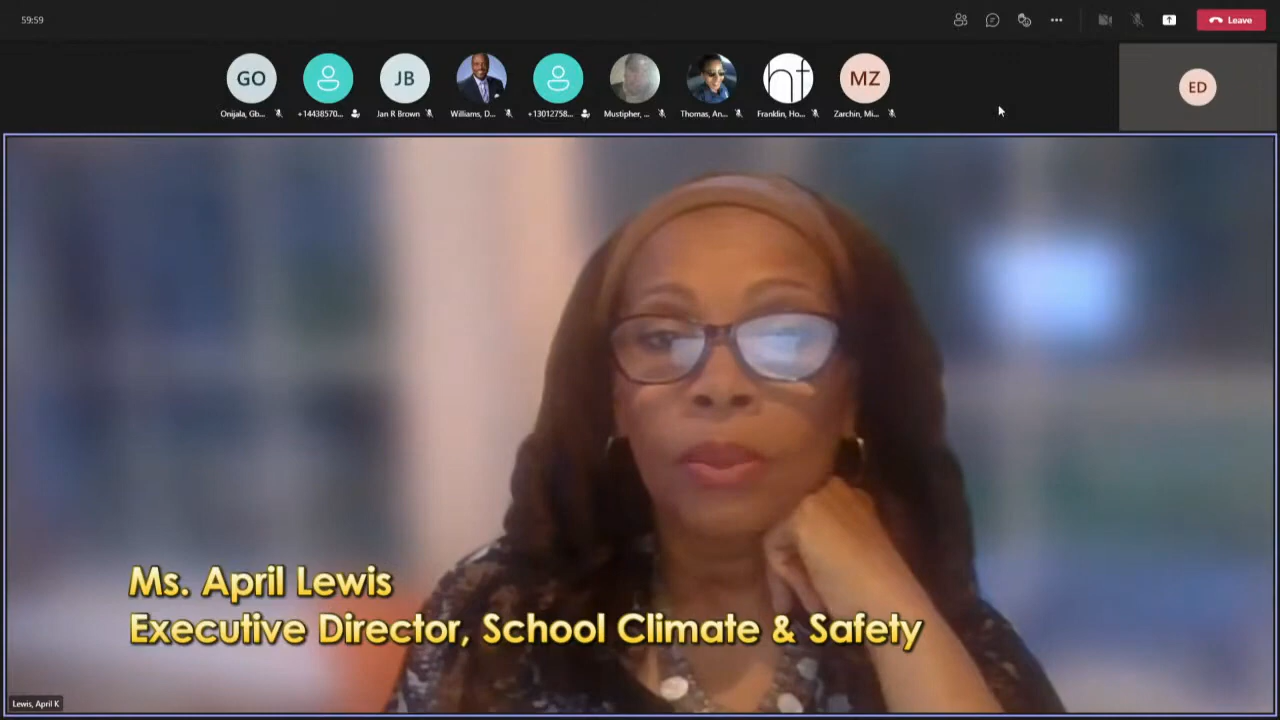 59:59
Leave
GO
JB
hf
MZ
ED
Onijala, Gb...
+14438570...
Jan R Brown
Williams, D...
+13012758...
Mustipher, ...
Thomas, An...
Franklin, Ho...
Zarchin, Mi...
Ms. April Lewis
Executive Director, School Climate & Safety
Lewis, April K